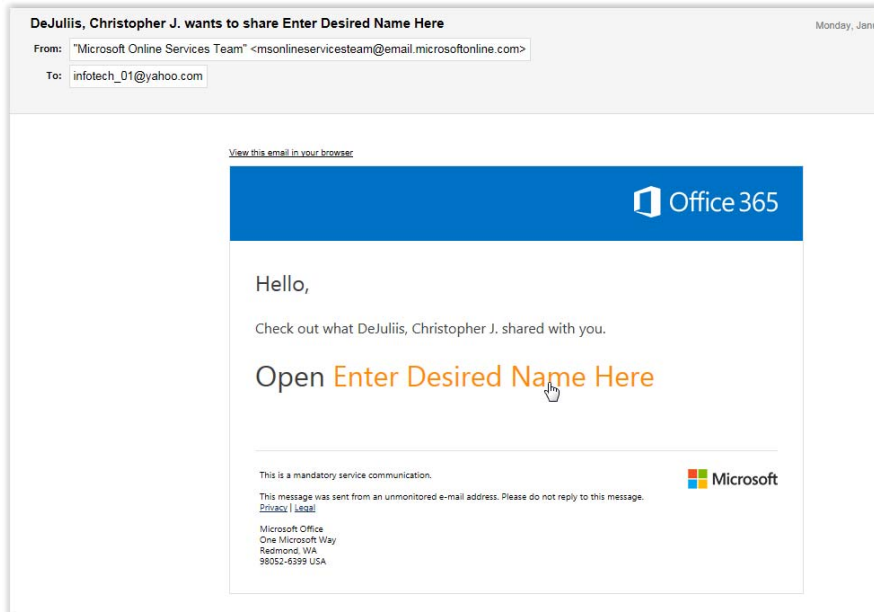 DeJuliis, Christopher J. wants to share Enter Desired Name Here
Monday,
From: "Microsoft Online Services Team" <msonlineservicesteam@email.microsoftonline.com>
To: infotech_01@yahoo.com
View this email in your browser
Office 365
Hello,
Check out what DeJuliis, Christopher J. shared with you.
Open Enter Desired Name Here
This is a mandatory service communication.
Microsoft
This message was sent from an unmonitored e-mail address. Please do not reply to this message.
Privacy | Legal
Microsoft Office
One Microsoft Way
Redmond, WA
98052-6399 USA